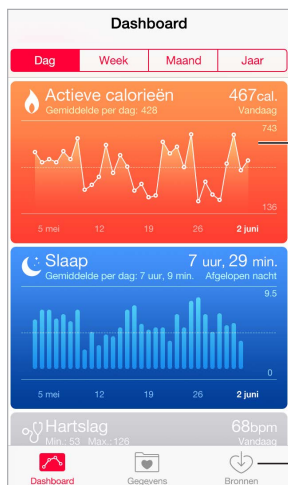 Dashboard
Dag Week Maand Jaar
Actieve calorieën 467cal.
Gemiddelde per dag: 428 Vandaag
743
136
5 mei 12 19 26 2 juni
Slaap 7 uur, 29 min.
Gemiddelde per dag: 7 uur, 9 min. Afgelopen nacht
9.5
0
5 mei 12 19 26 2 juni
Hartslag 68bpm
Min.: 53 Max.: 126 Vandaag
Dashboard Gegevens Bronnen